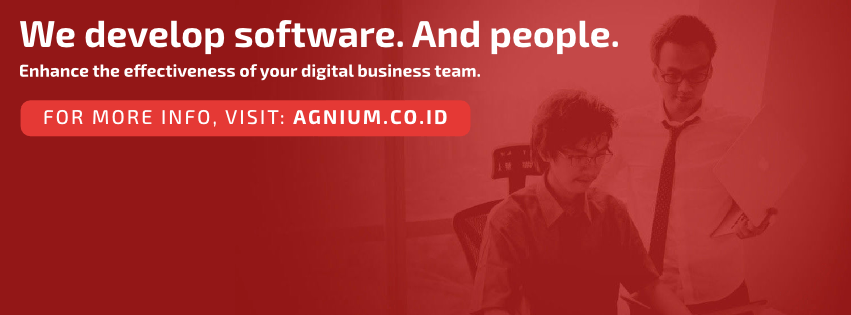 We develop software. And people.
Enhance the effectiveness of your digital business team.
FOR MORE INFO, VISIT: AGNIUM.CO.ID